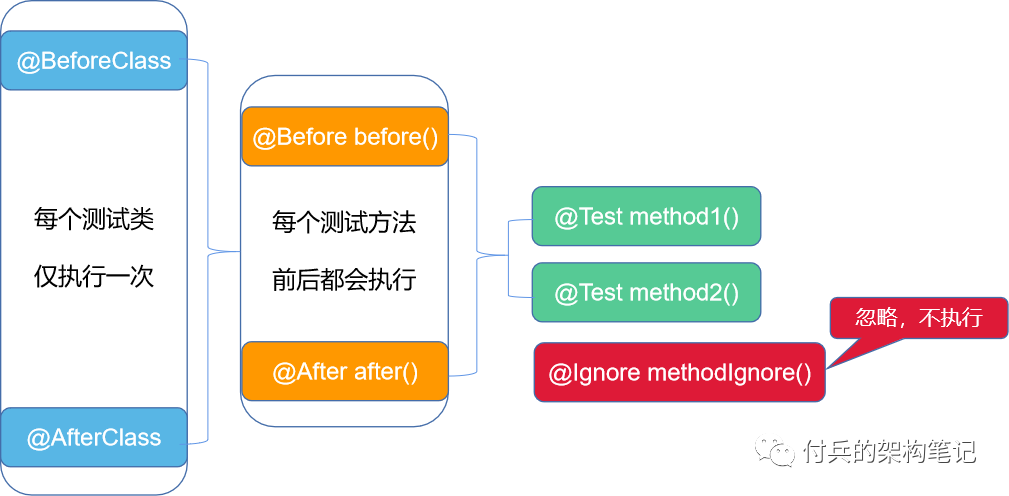 @BeforeClass
每个测试类
仅执行一次
@AfterClass
@Before before()
每个测试方法
前后都会执行
@After after()
@Test method1()
@Test method2()
忽略，不执行
@Ignore methodIgnore()
付兵的架构笔记